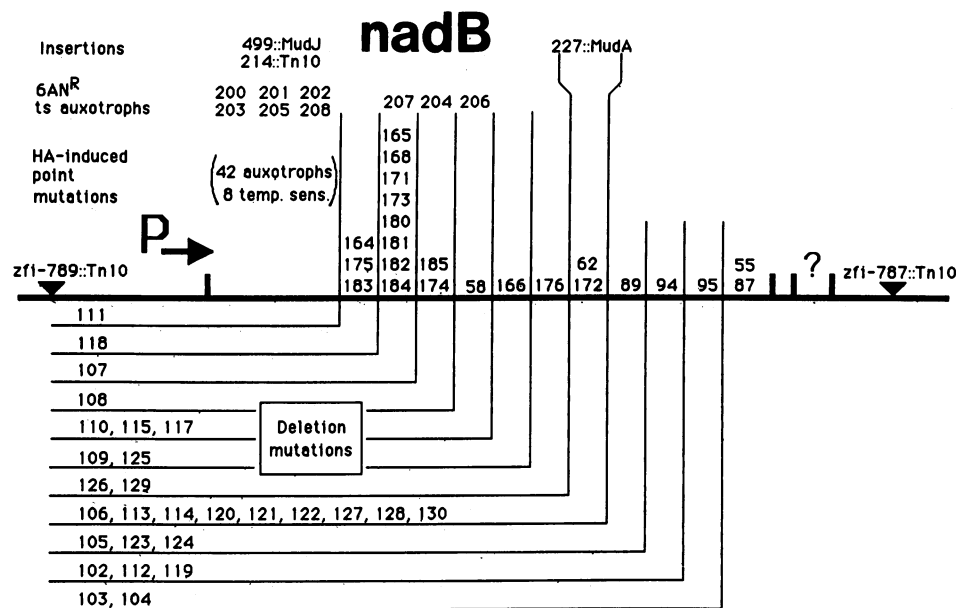 nadB
Insertions
499::MudJ
214::Tn10
227::MudA
6AN^R
ts auxotrophs
200 201 202
203 205 208
207 204 206
HA-induced
point
mutations
(42 auxotrophs
8 temp. sens.)
165
168
171
173
180
164 181
175 182 185 62 55
183 184 174 58 166 176 172 89 94 95 87
P
?
zfi-789::Tn10
zfi-787::Tn10
111
118
107
108
110, 115, 117
109, 125
126, 129
106, 113, 114, 120, 121, 122, 127, 128, 130
105, 123, 124
102, 112, 119
103, 104
Deletion
mutations